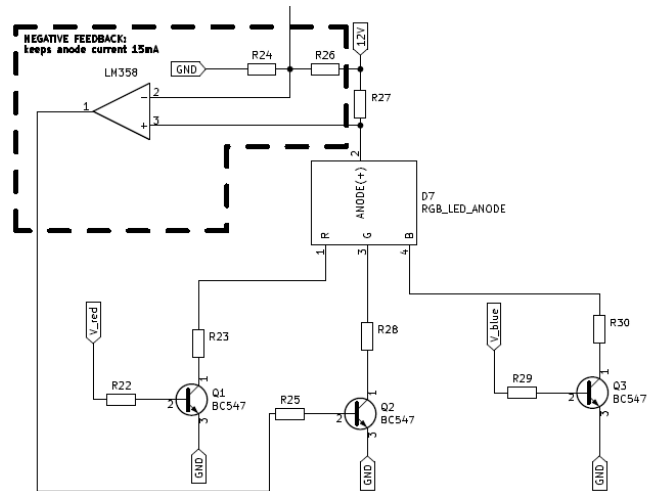 NEGATIVE FEEDBACK:
keeps anode current 15mA
LM358
GND
R24
R26
12V
R27
1
2
-
3
+
2
ANODE(+)
D7
RGB_LED_ANODE
R
G
B
1
3
4
V_red
R23
R28
V_blue
R30
R22
1
2
3
Q1
BC547
R25
1
2
3
Q2
BC547
R29
1
2
3
Q3
BC547
GND
GND
GND